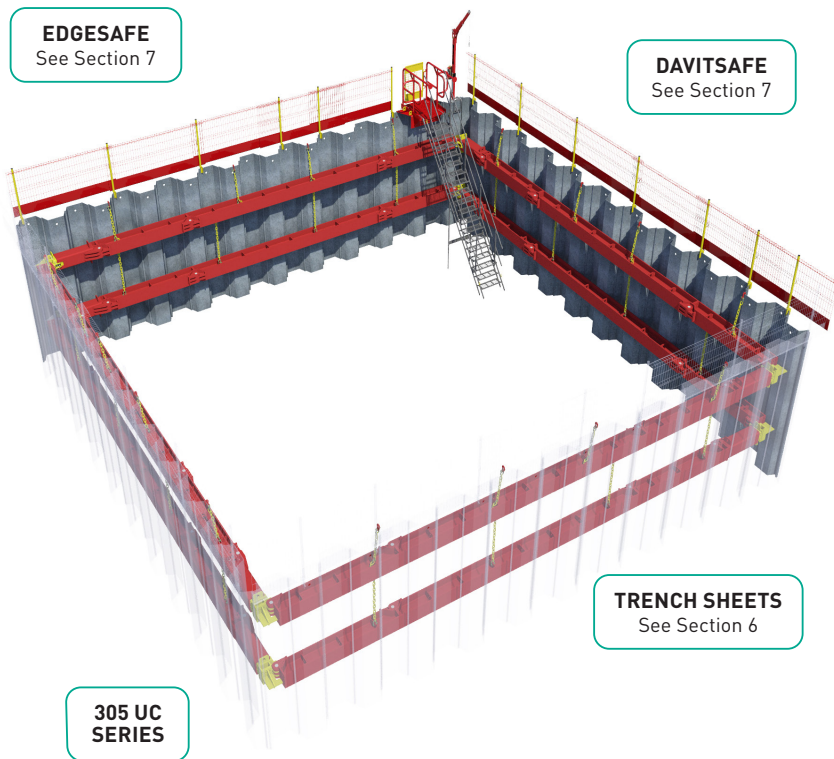 EDGESAFE
See Section 7
DAVITSAFE
See Section 7
TRENCH SHEETS
See Section 6
305 UC
SERIES